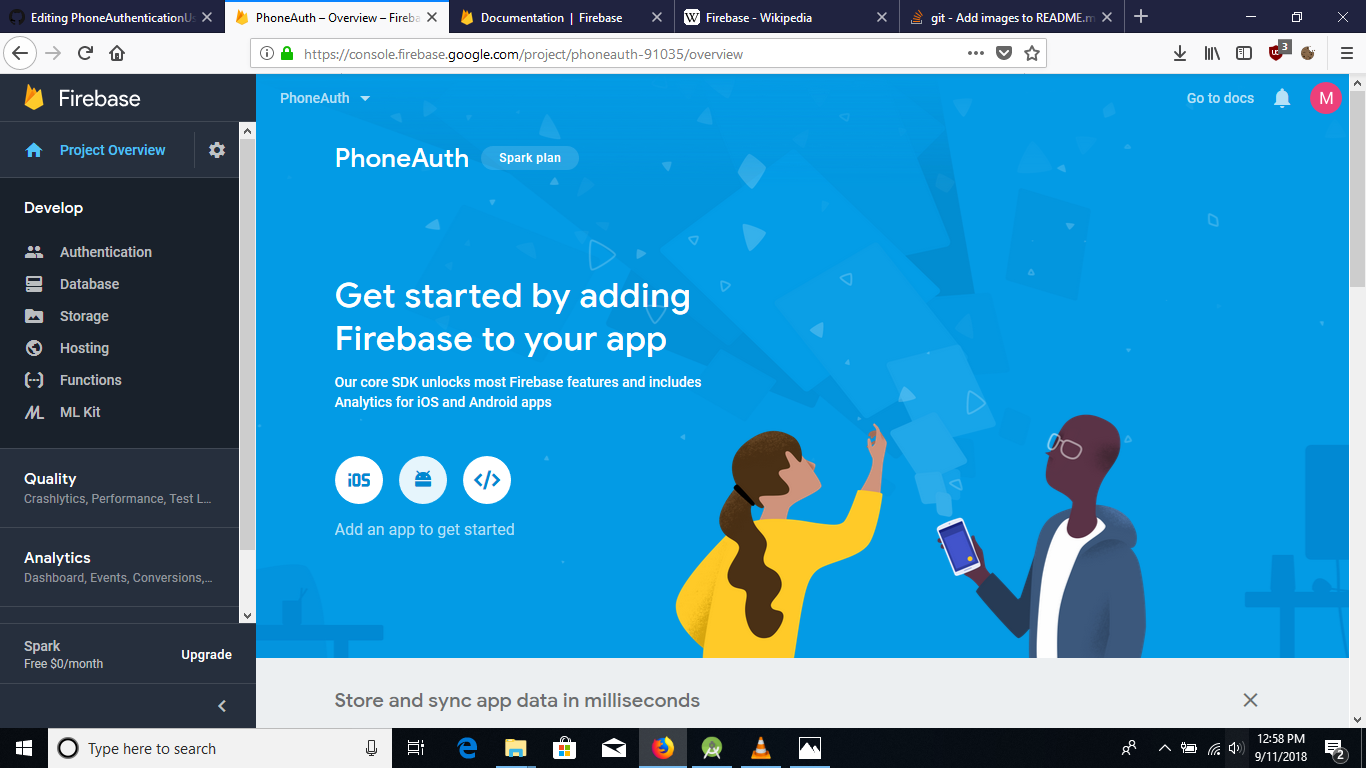 Editing PhoneAuthenticationUs
PhoneAuth – Overview – Fireba
Documentation | Firebase
W Firebase - Wikipedia
git - Add images to README.m
https://console.firebase.google.com/project/phoneauth-91035/overview
3
Firebase
PhoneAuth
Go to docs
M
Project Overview
PhoneAuth
Spark plan
Develop
Authentication
Database
Storage
Hosting
Functions
ML Kit
Get started by adding
Firebase to your app
Our core SDK unlocks most Firebase features and includes
Analytics for iOS and Android apps
iOS
Add an app to get started
Quality
Crashlytics, Performance, Test L...
Analytics
Dashboard, Events, Conversions,...
Spark
Free $0/month
Upgrade
Store and sync app data in milliseconds
Type here to search
12:58 PM
9/11/2018
2